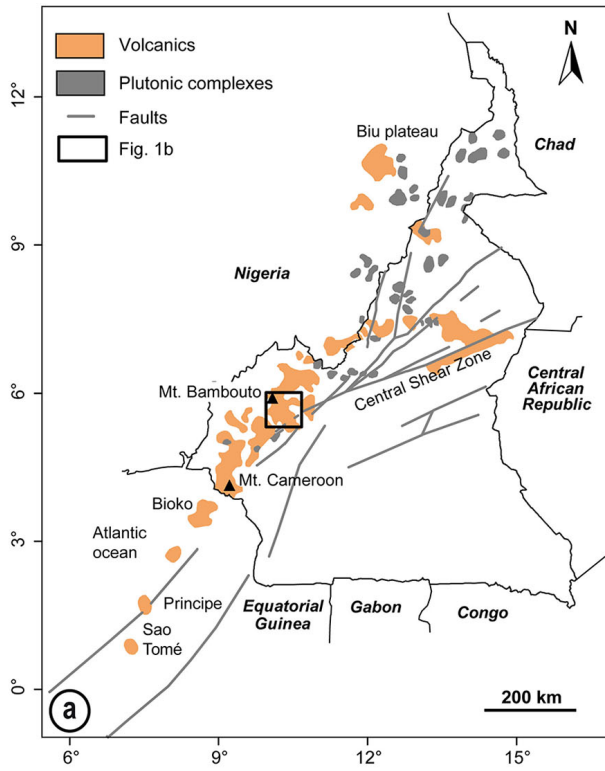 N
Volcanics
Plutonic complexes
Faults
Fig. 1b
12°
9°
6°
3°
0°
Biu plateau
Chad
Nigeria
Mt. Bambouto
Central Shear Zone
Central
African
Republic
Mt. Cameroon
Bioko
Atlantic
ocean
Principe
Sao
Tomé
Equatorial
Guinea
Gabon
Congo
a
200 km
6°
9°
12°
15°